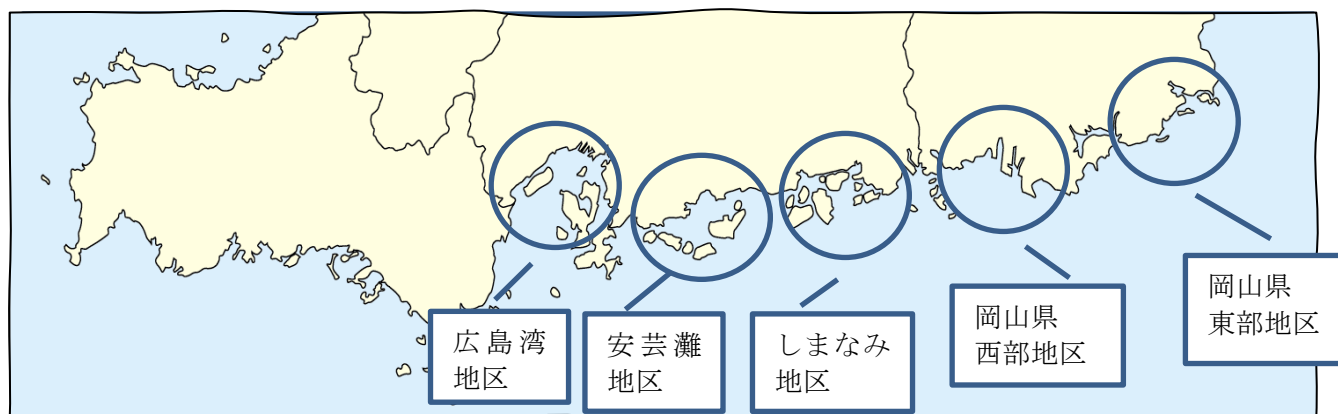 広島湾
地区
安芸灘
地区
しまなみ
地区
岡山県
西部地区
岡山県
東部地区